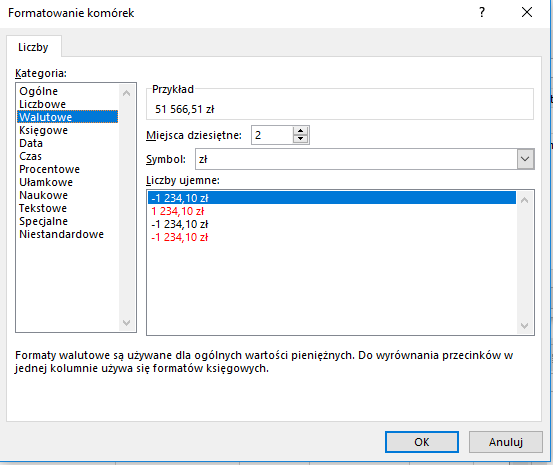 Formatowanie komórek
?
Liczby
Kategoria:
Ogólne
Liczbowe
Walutowe
Księgowe
Data
Czas
Procentowe
Ułamkowe
Naukowe
Tekstowe
Specjalne
Niestandardowe
Przykład
51 566,51 zł
Miejsca dziesiętne: 2
Symbol: zł
Liczby ujemne:
-1 234,10 zł
1 234,10 zł
-1 234,10 zł
-1 234,10 zł
Formaty walutowe są używane dla ogólnych wartości pieniężnych. Do wyrównania przecinków w
jednej kolumnie używa się formatów księgowych.
OK
Anuluj